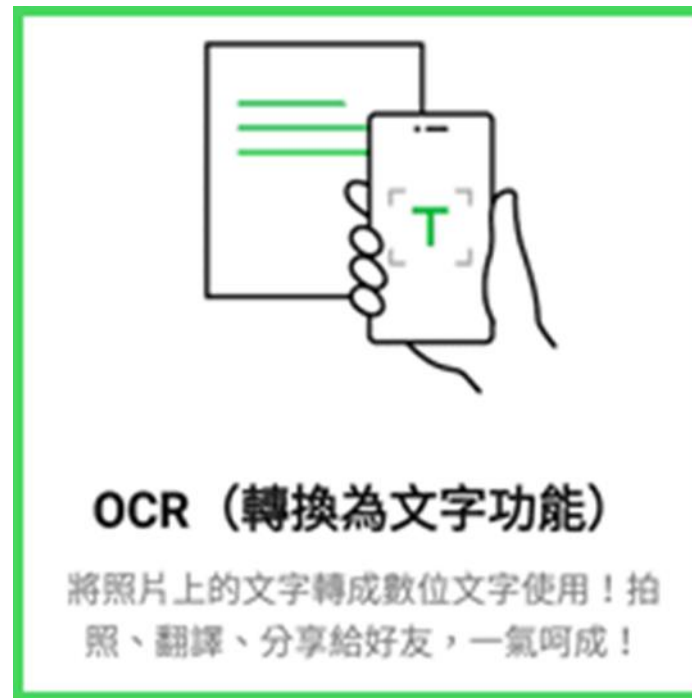 T
OCR（轉換為文字功能）
將照片上的文字轉成數位文字使用！拍
照、翻譯、分享給好友，一氣呵成！